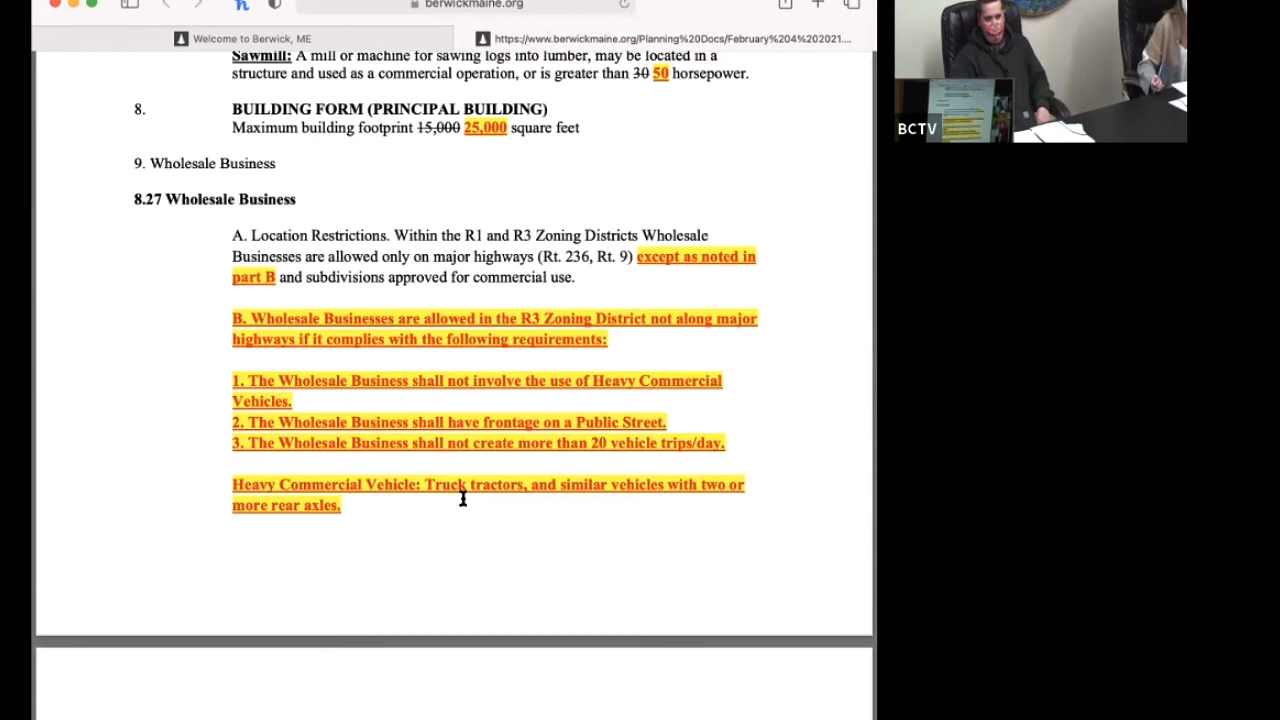 berwickmaine.org
Welcome to Berwick, ME
https://www.berwickmaine.org/Planning%20Docs/February%204%202021....
Sawmill: A mill or machine for sawing logs into lumber, may be located in a
structure and used as a commercial operation, or is greater than 30 50 horsepower.
8. BUILDING FORM (PRINCIPAL BUILDING)
Maximum building footprint 15,000 25,000 square feet
9. Wholesale Business
8.27 Wholesale Business
A. Location Restrictions. Within the R1 and R3 Zoning Districts Wholesale
Businesses are allowed only on major highways (Rt. 236, Rt. 9) except as noted in
part B and subdivisions approved for commercial use.
B. Wholesale Businesses are allowed in the R3 Zoning District not along major
highways if it complies with the following requirements:
1. The Wholesale Business shall not involve the use of Heavy Commercial
Vehicles.
2. The Wholesale Business shall have frontage on a Public Street.
3. The Wholesale Business shall not create more than 20 vehicle trips/day.
Heavy Commercial Vehicle: Truck tractors, and similar vehicles with two or
more rear axles.
BCTV